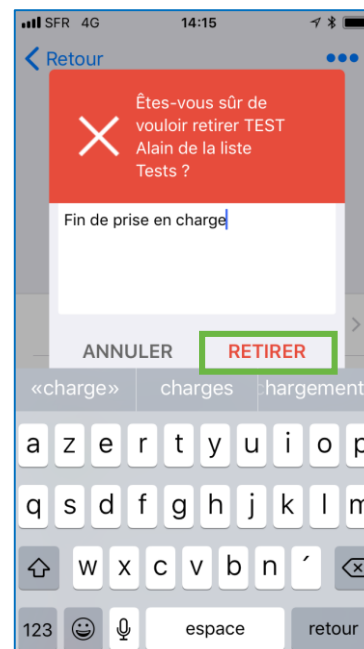 SFR 4G 14:15
Retour
Êtes-vous sûr de
vouloir retirer TEST
Alain de la liste
Tests ?
Fin de prise en charge
ANNULER RETIRER
«charge» charges chargement
a z e r t y u i o p
q s d f g h j k l m
w x c v b n ´
123 espace retour